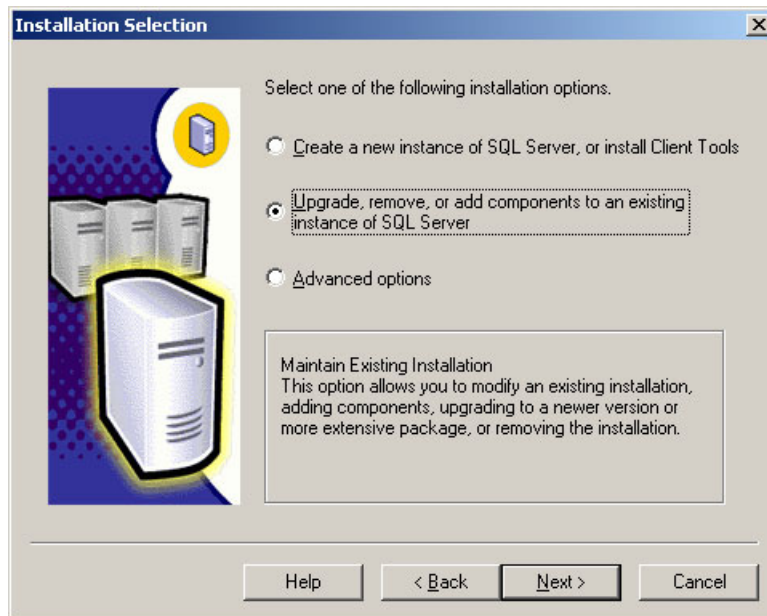 Installation Selection
Select one of the following installation options.
Create a new instance of SQL Server, or install Client Tools
Upgrade, remove, or add components to an existing
instance of SQL Server
Advanced options
Maintain Existing Installation
This option allows you to modify an existing installation,
adding components, upgrading to a newer version or
more extensive package, or removing the installation.
Help
< Back
Next >
Cancel